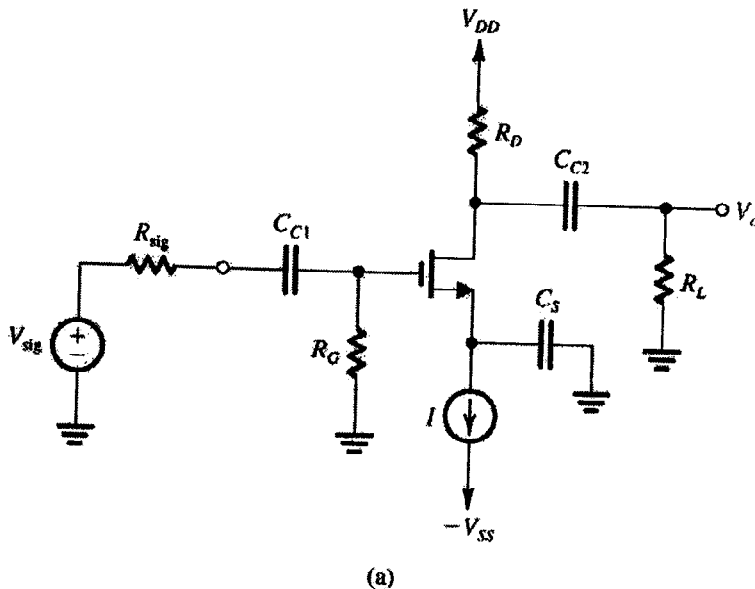 V_DD
R_D
C_C2
V_o
R_sig
C_C1
R_L
C_S
V_sig
+
−
R_G
I
−V_SS
(a)